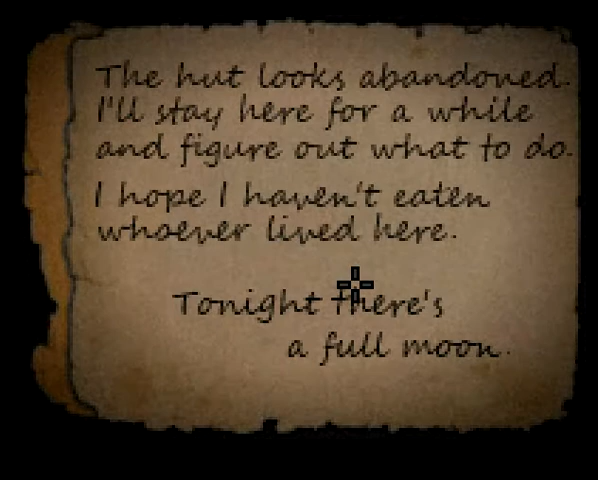 The hut looks abandoned.
I'll stay here for a while
and figure out what to do.
I hope I haven't eaten
whoever lived here.
Tonight there's
a full moon.